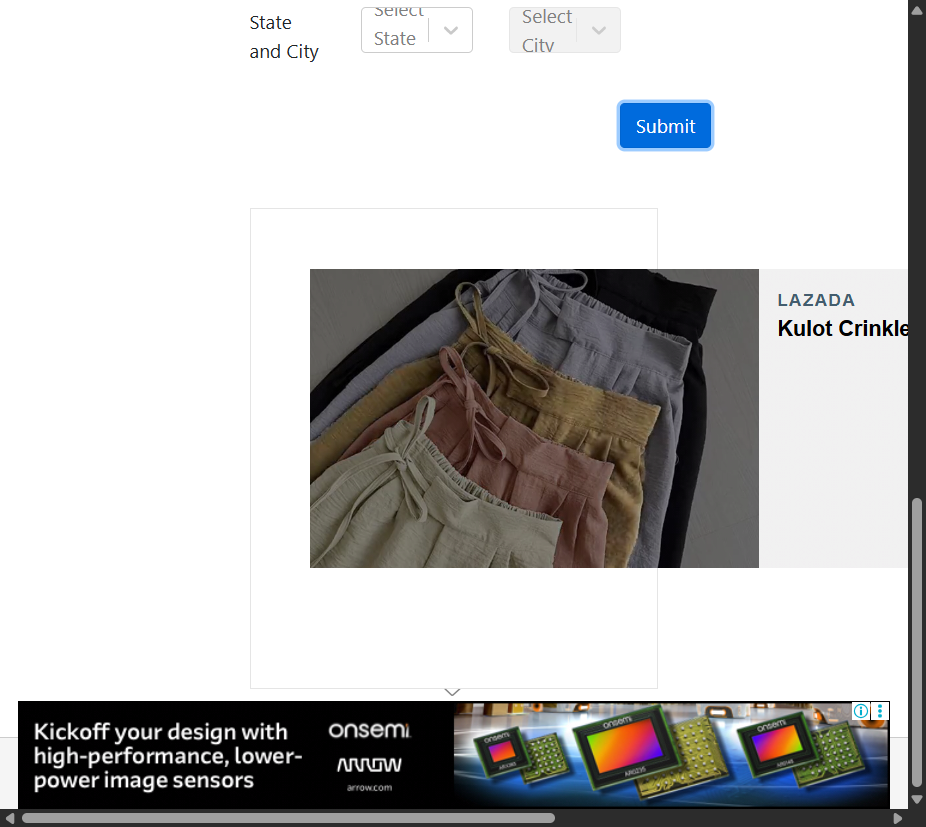 State
and City
Select
State
Select
City
Submit
LAZADA
Kulot Crinkle
Kickoff your design with
high-performance, lower-
power image sensors
onsemi
ARROW
arrow.com
onsemi
onsemi
AR0235
onsemi